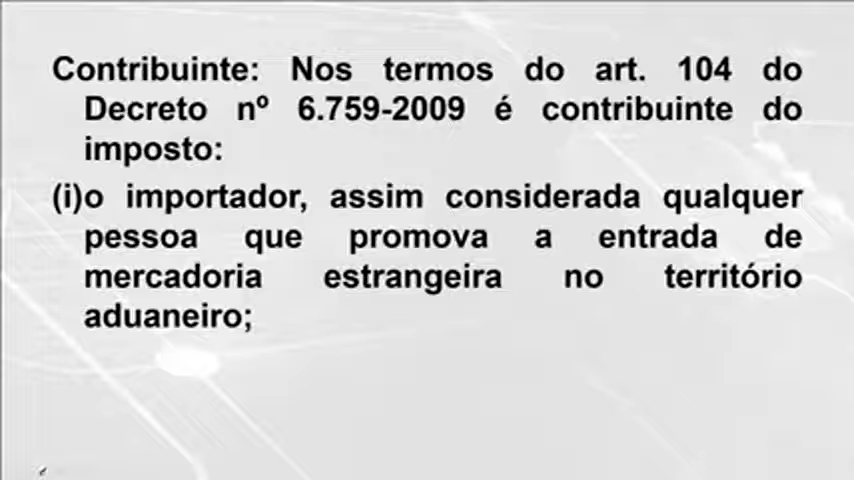 Contribuinte: Nos termos do art. 104 do
Decreto nº 6.759-2009 é contribuinte do
imposto:
(i)o importador, assim considerada qualquer
pessoa que promova a entrada de
mercadoria estrangeira no território
aduaneiro;